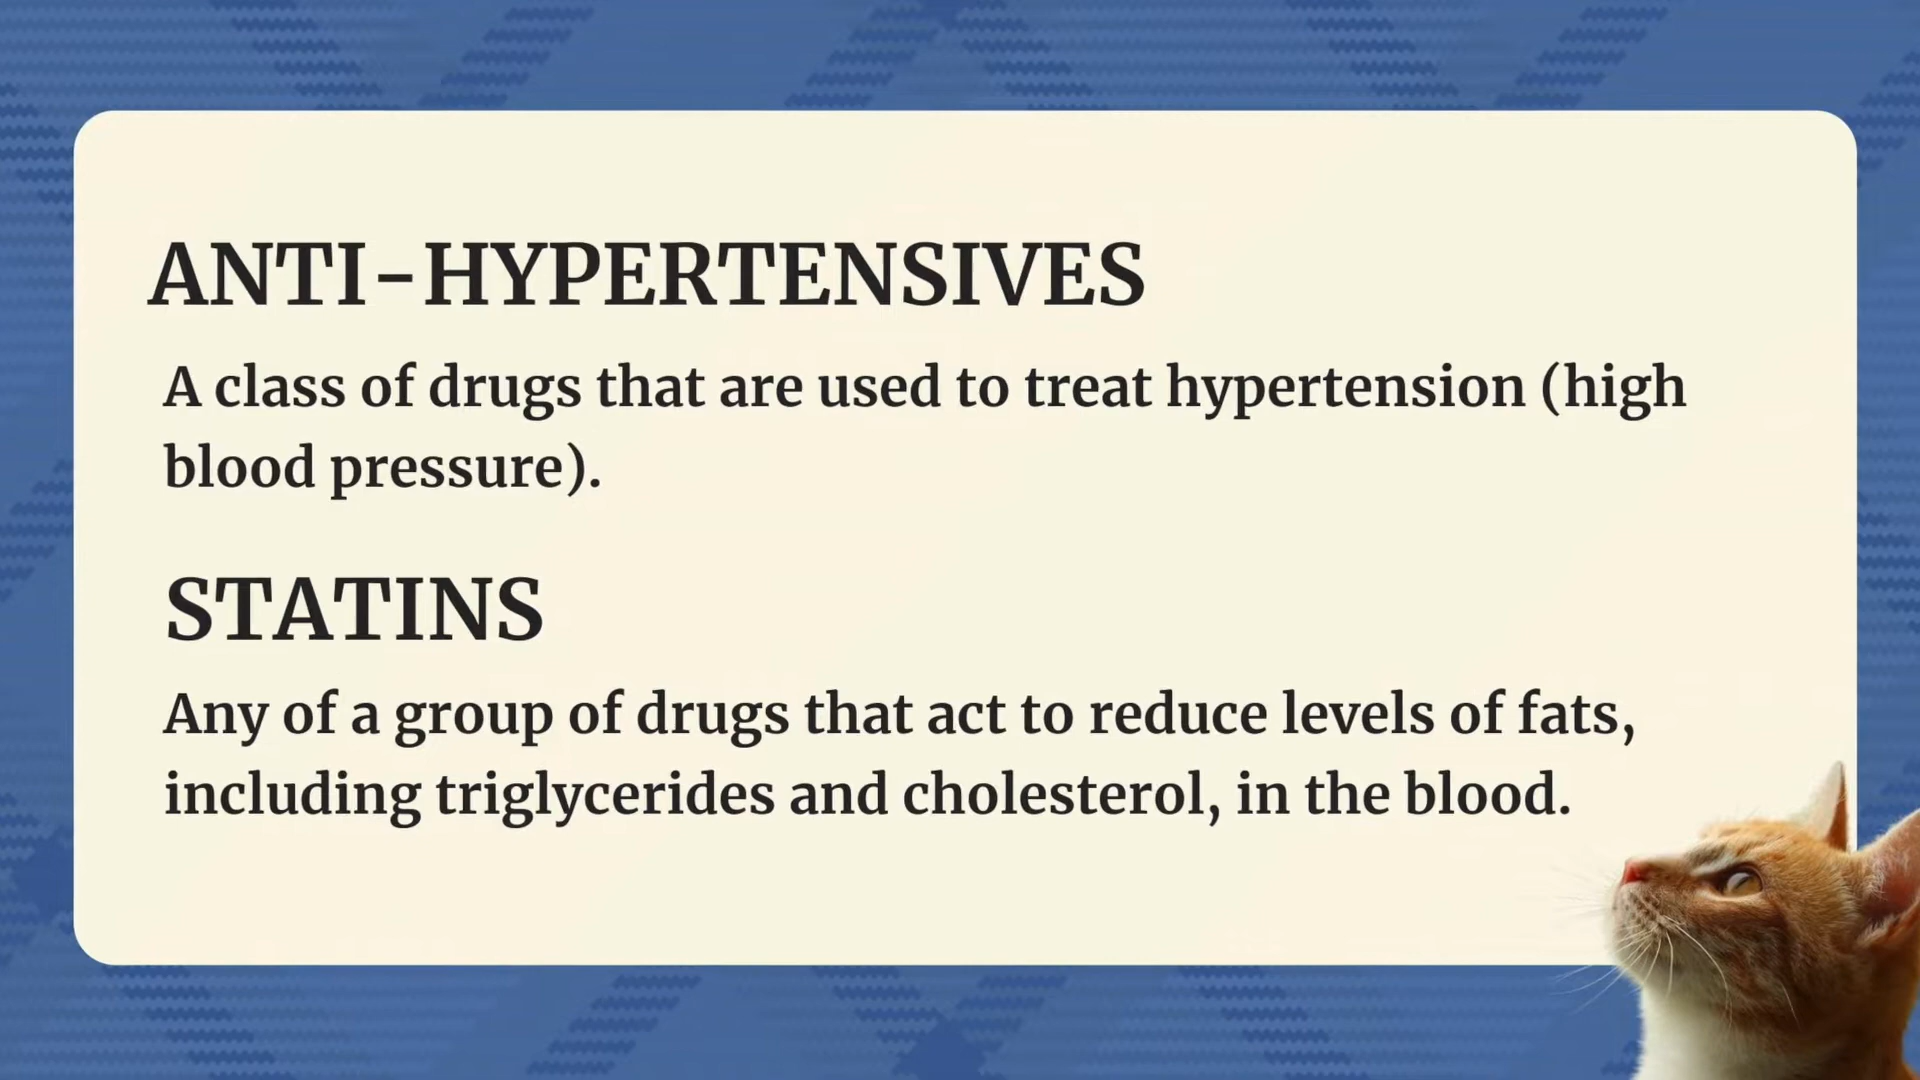 ANTI-HYPERTENSIVES
A class of drugs that are used to treat hypertension (high
blood pressure).
STATINS
Any of a group of drugs that act to reduce levels of fats,
including triglycerides and cholesterol, in the blood.